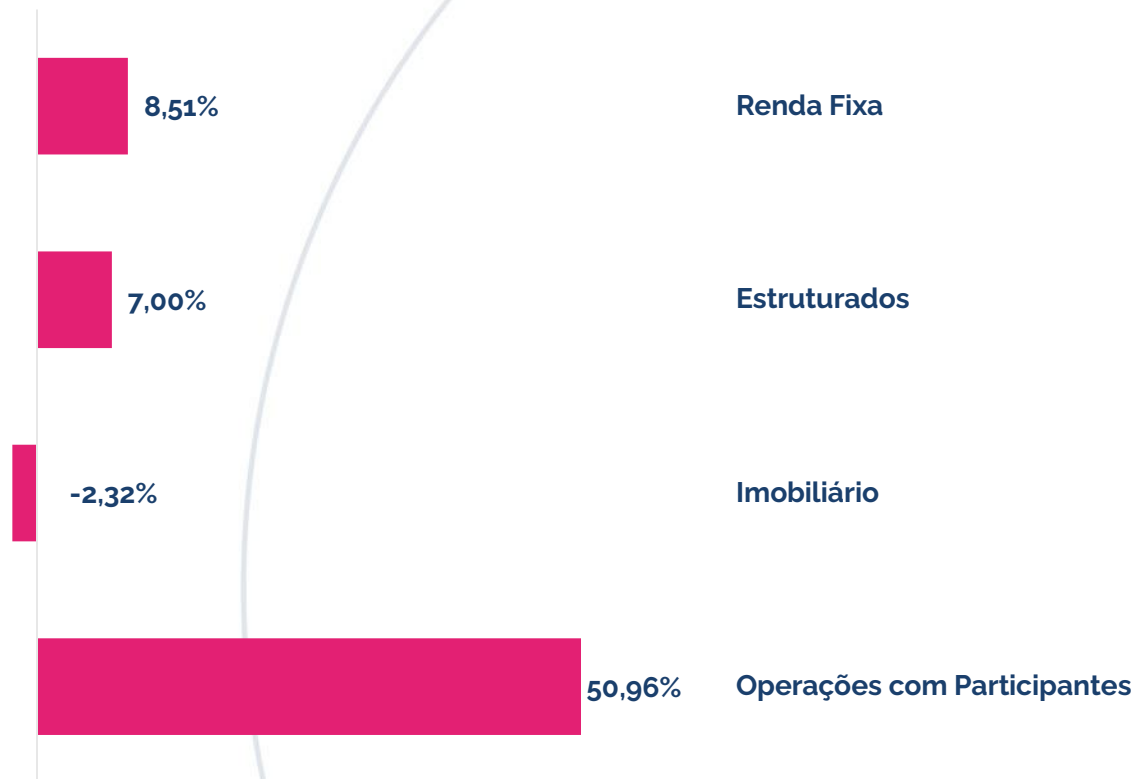 8,51% Renda Fixa
7,00% Estruturados
-2,32% Imobiliário
50,96% Operações com Participantes